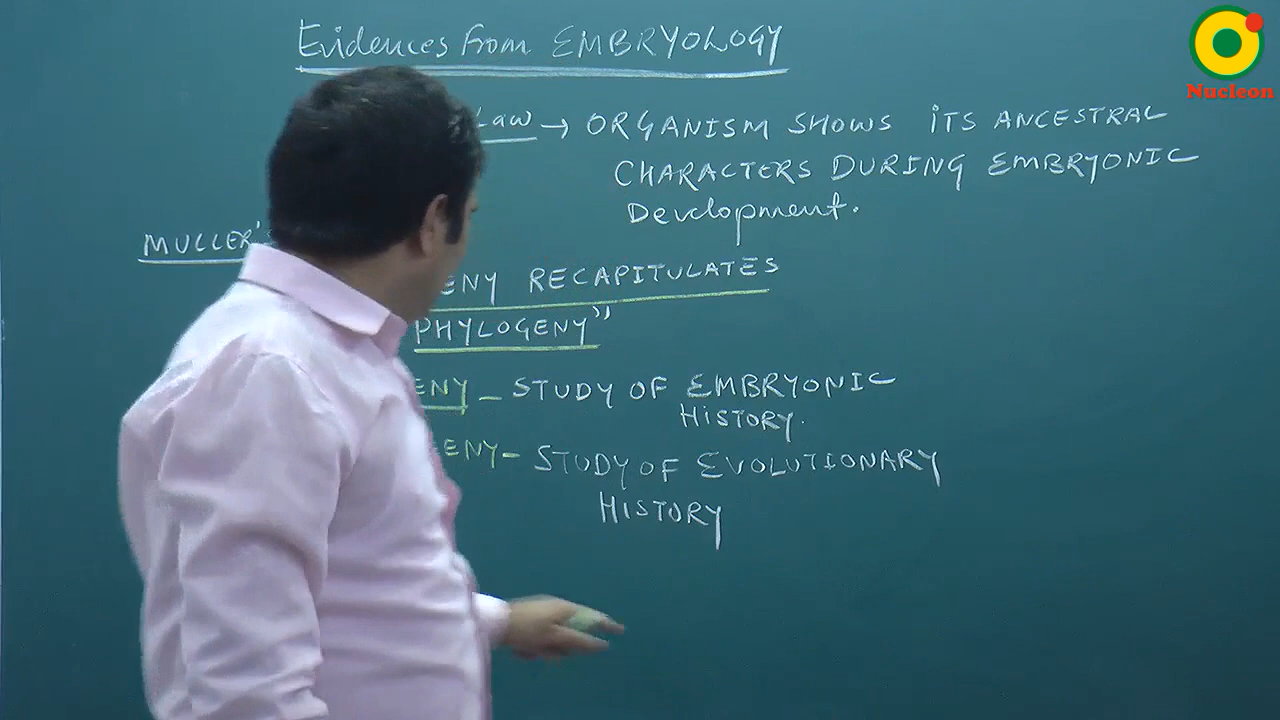 Evidences from EMBRYOLOGY
Nucleon
Law → ORGANISM SHOWS ITS ANCESTRAL
CHARACTERS DURING EMBRYONIC
Development.
MULLER'S
ENY RECAPITULATES
PHYLOGENY"
ENY - STUDY OF EMBRYONIC
HISTORY.
ENY - STUDY OF EVOLUTIONARY
HISTORY